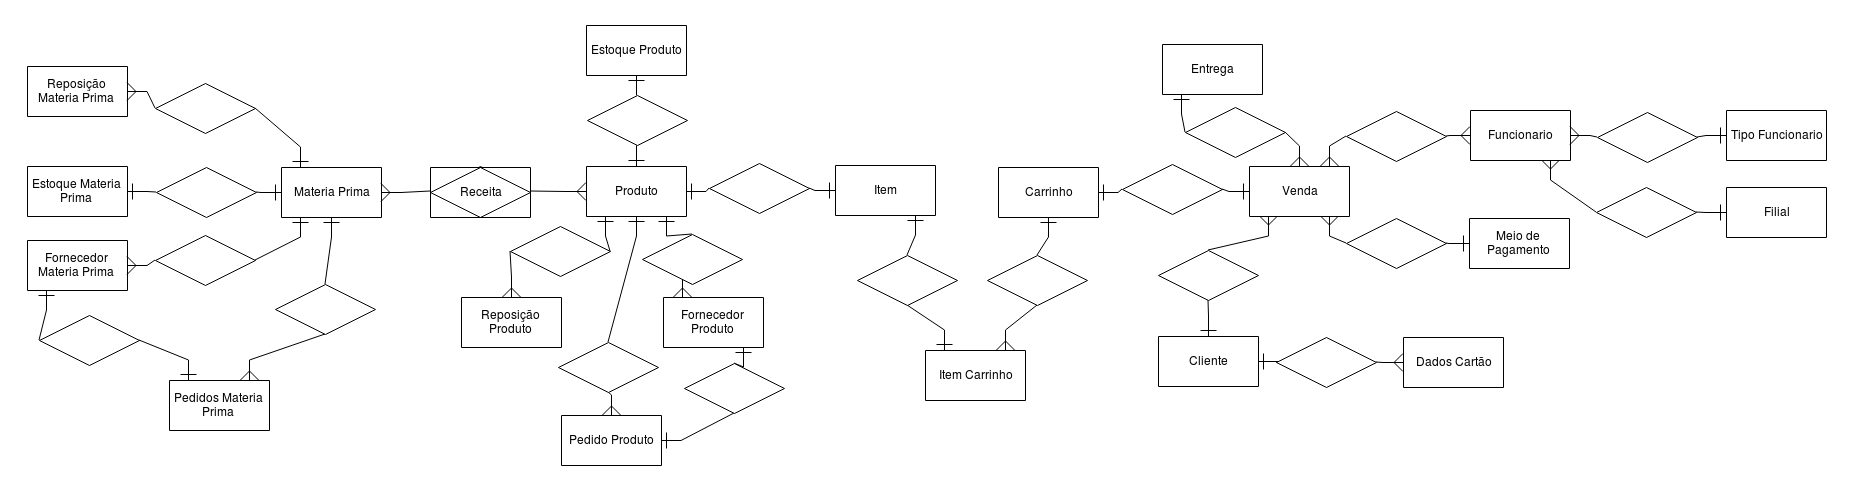 Estoque Produto
Entrega
Reposição
Materia Prima
Funcionario
Tipo Funcionario
Estoque Materia
Prima
Materia Prima
Receita
Produto
Item
Carrinho
Venda
Filial
Fornecedor
Materia Prima
Meio de
Pagamento
Reposição
Produto
Fornecedor
Produto
Cliente
Dados Cartão
Item Carrinho
Pedidos Materia
Prima
Pedido Produto